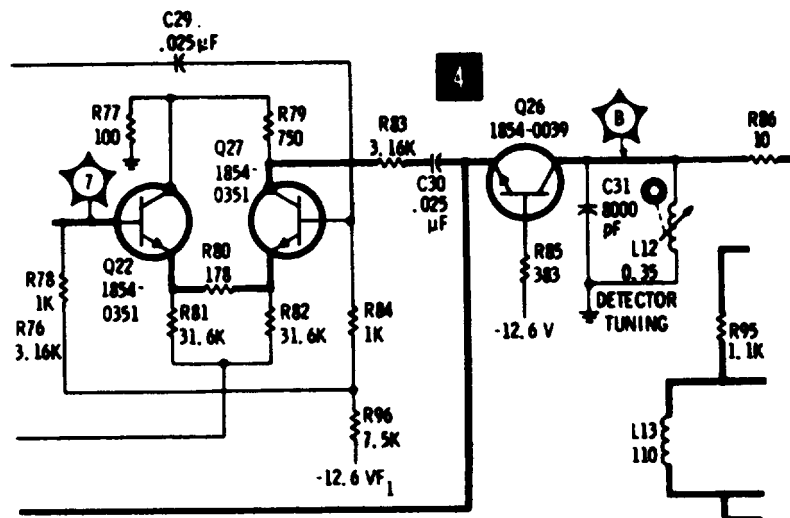 C29
.025µF
4
R77
100
R79
750
R83
3.16K
Q26
1854-0039
B
R86
10
7
Q27
1854-
0351
C30
.025
µF
C31
8000
pF
L12
0.35
DETECTOR
TUNING
Q22
1854-
0351
R80
178
R85
383
R78
1K
R76
3.16K
R81
31.6K
R82
31.6K
R84
1K
-12.6 V
R95
1.1K
R96
7.5K
L13
110
-12.6 VF1